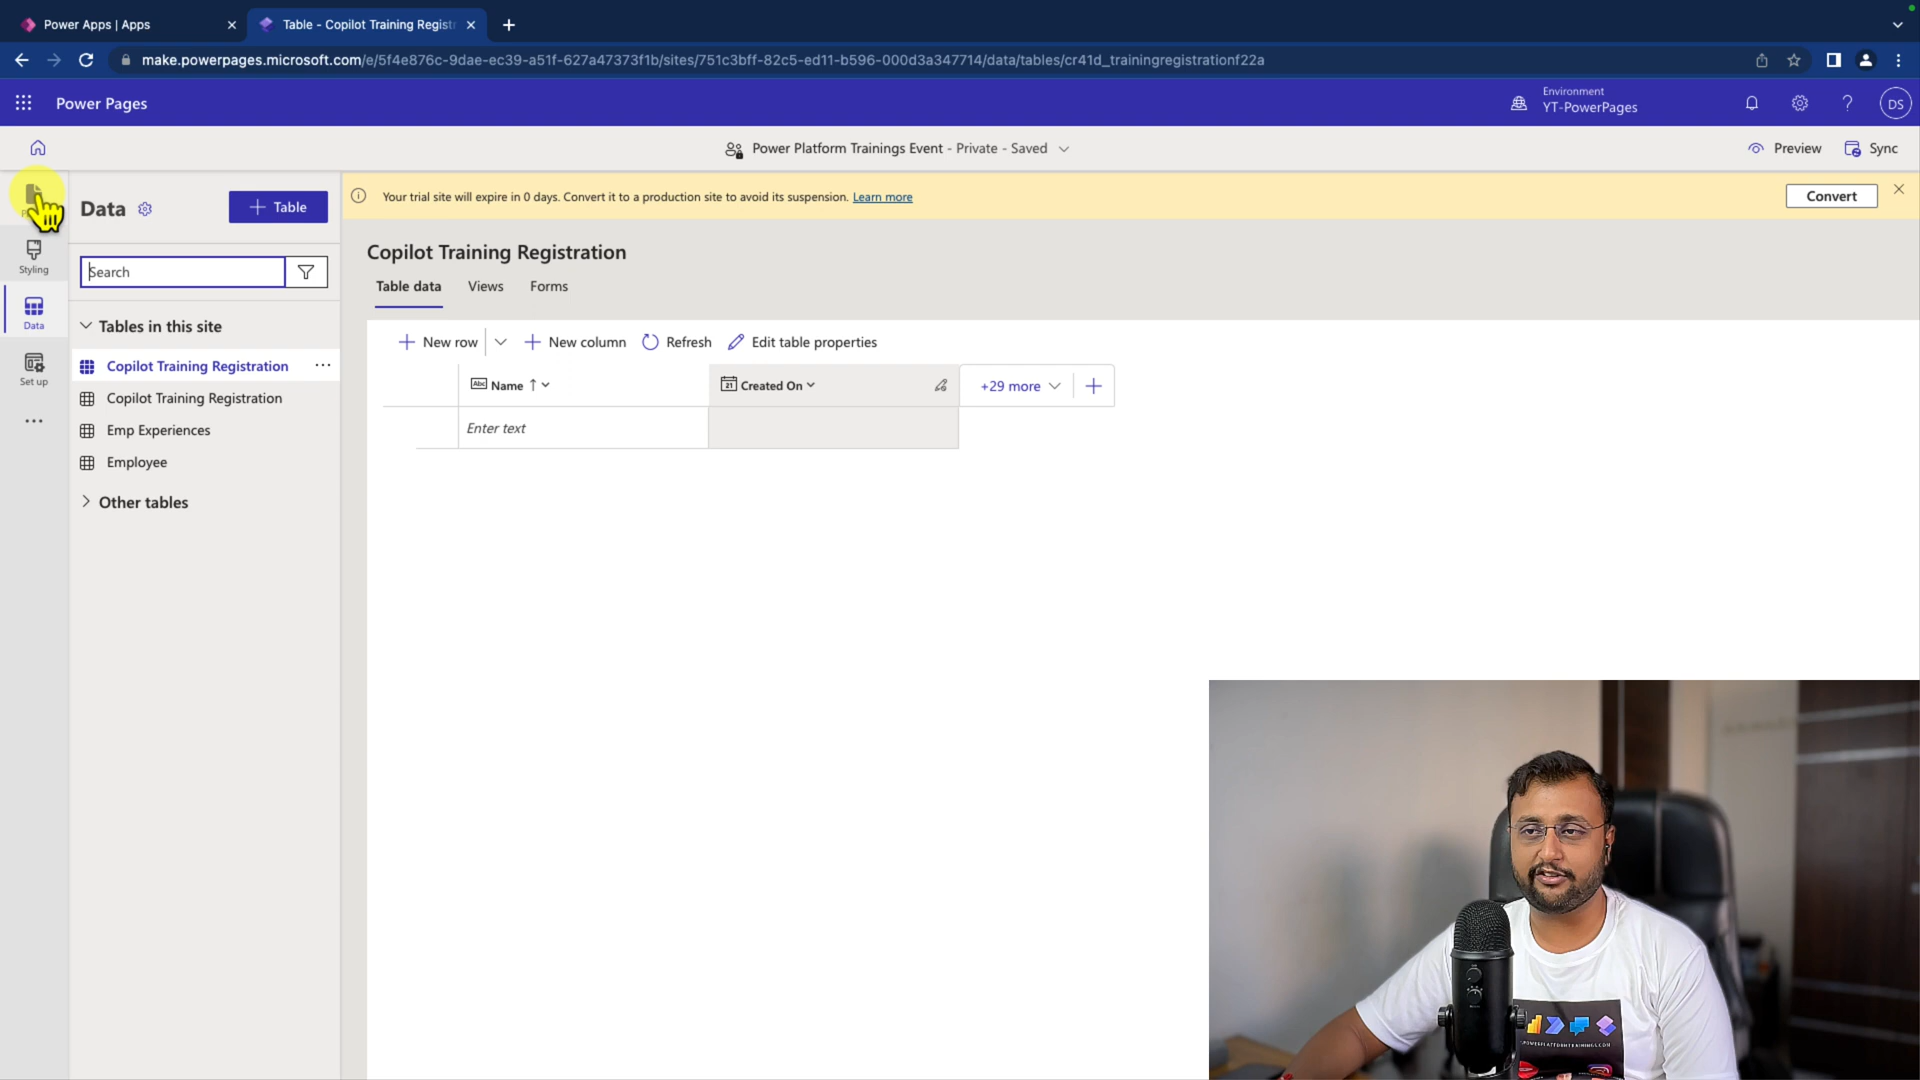 Power Apps | Apps
Table - Copilot Training Regist
make.powerpages.microsoft.com/e/5f4e876c-9dae-ec39-a51f-627a47373f1b/sites/751c3bff-82c5-ed11-b596-000d3a347714/data/tables/cr41d_trainingregistrationf22a
Power Pages
Environment
YT-PowerPages
DS
Power Platform Trainings Event - Private - Saved
Preview
Sync
Data
+ Table
Your trial site will expire in 0 days. Convert it to a production site to avoid its suspension. Learn more
Convert
Styling
Data
Set up
Search
Tables in this site
Copilot Training Registration
Copilot Training Registration
Emp Experiences
Employee
Other tables
Copilot Training Registration
Table data
Views
Forms
New row
New column
Refresh
Edit table properties
Abc Name
21 Created On
+29 more
Enter text